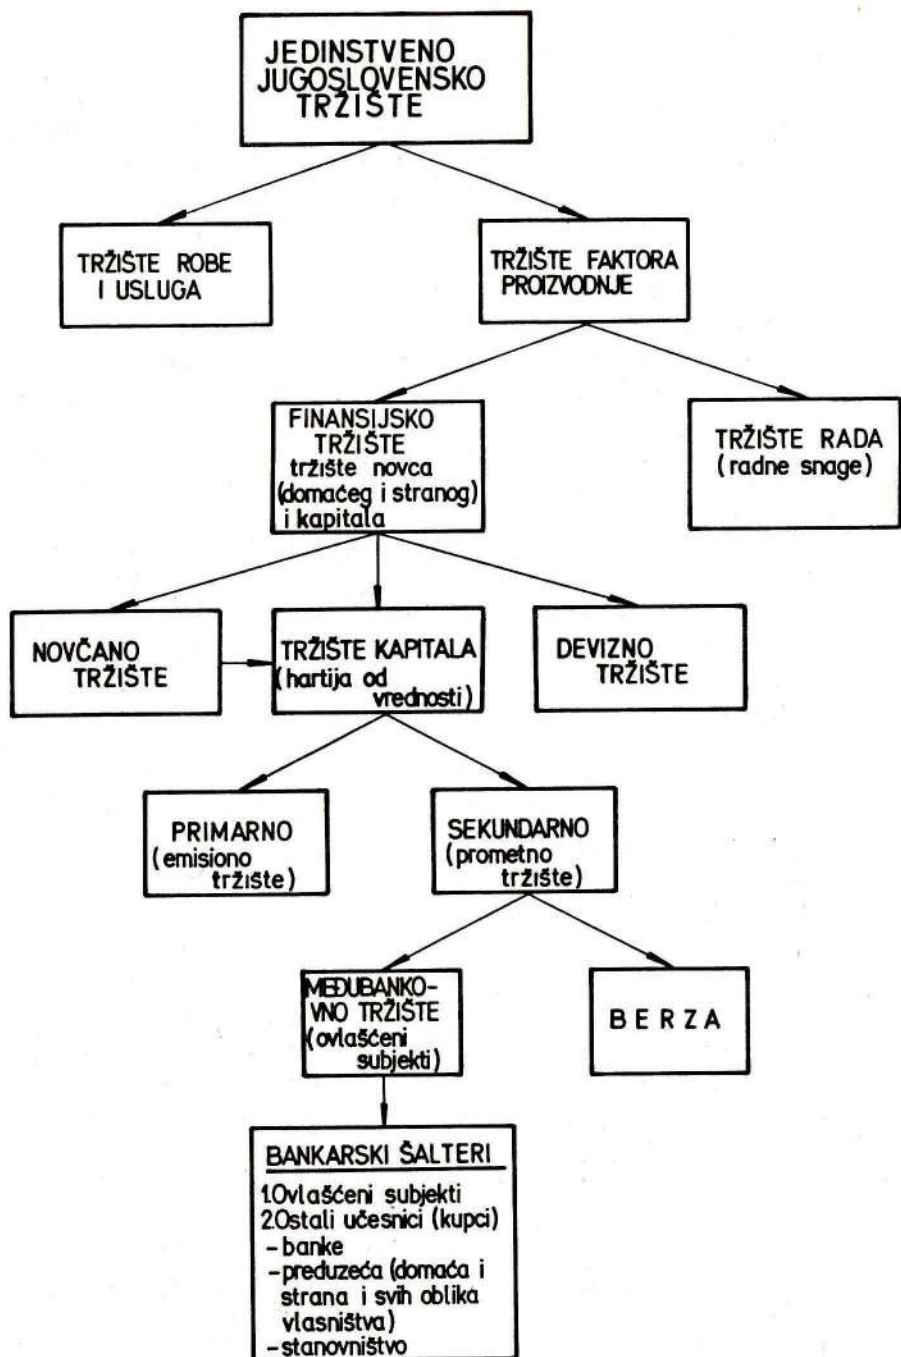 JEDINSTVENO
JUGOSLOVENSKO
TRŽIŠTE
TRŽIŠTE ROBE
I USLUGA
TRŽIŠTE FAKTORA
PROIZVODNJE
FINANSIJSKO
TRŽIŠTE
tržište novca
(domaćeg i stranog)
i kapitala
TRŽIŠTE RADA
(radne snage)
NOVČANO
TRŽIŠTE
TRŽIŠTE KAPITALA
(hartija od
vrednosti)
DEVIZNO
TRŽIŠTE
PRIMARNO
(emisiono
tržište)
SEKUNDARNO
(prometno
tržište)
MEĐUBANKO-
VNO TRŽIŠTE
(ovlašćeni
subjekti)
BERZA
BANKARSKI ŠALTERI
1.Ovlašćeni subjekti
2.Ostali učesnici (kupci)
-banke
-preduzeća (domaća i
strana i svih oblika
vlasništva)
-stanovništvo